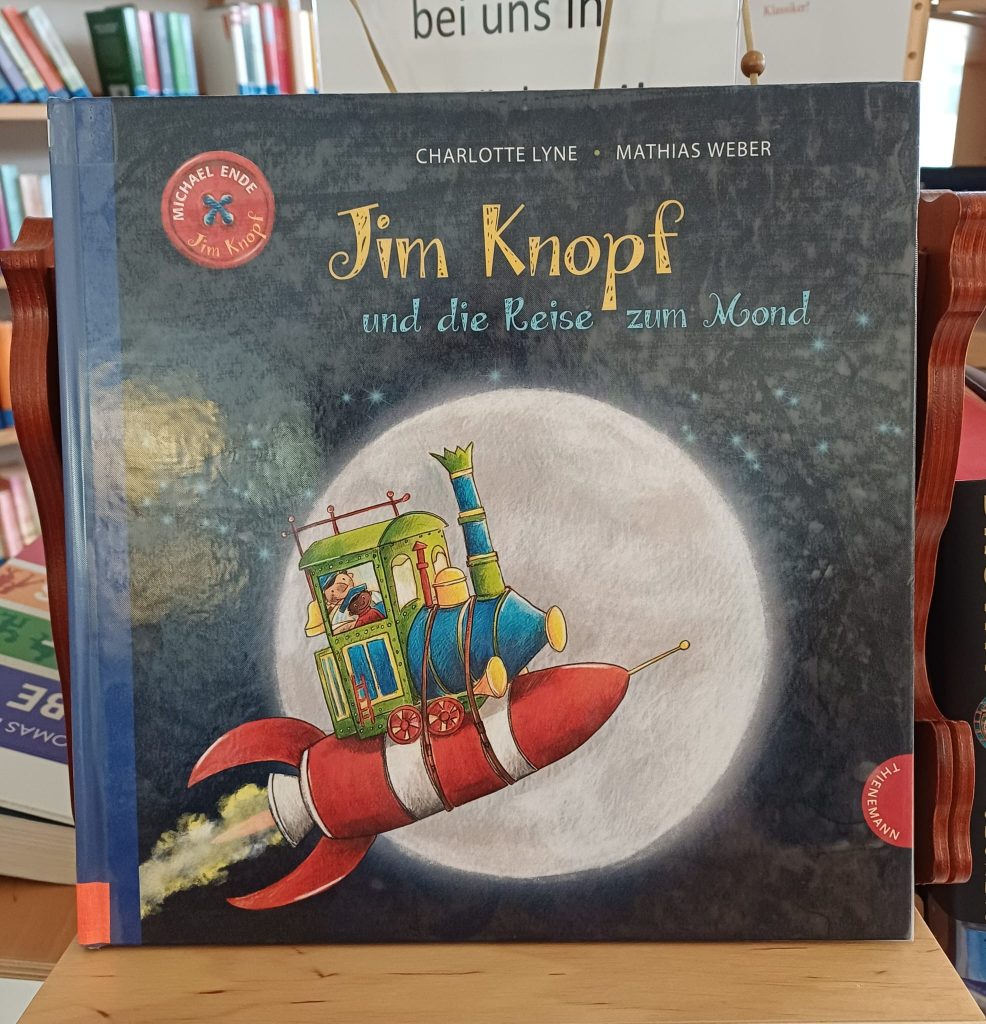 bei uns in
Klassiker!
CHARLOTTE LYNE • MATHIAS WEBER
MICHAEL ENDE
Jim Knopf
Jim Knopf
und die Reise zum Mond
THIENEMANN